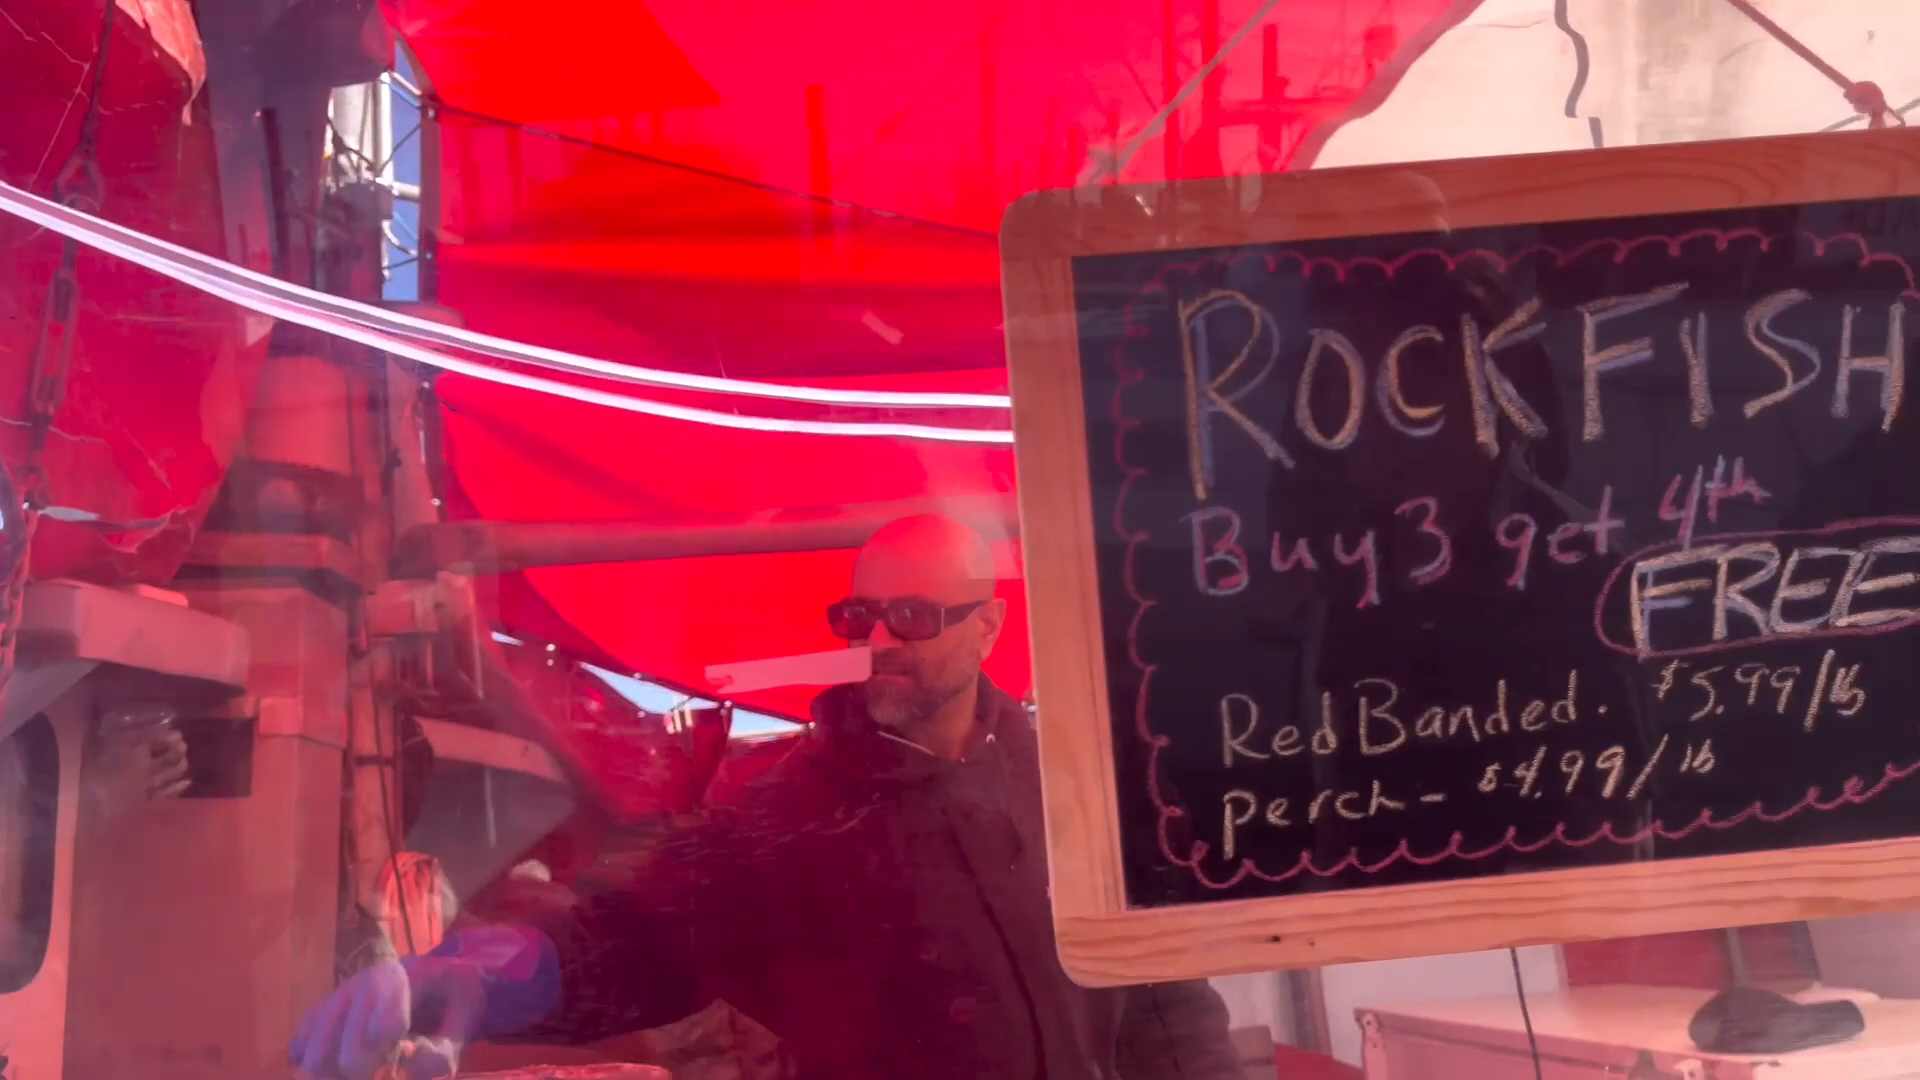 ROCKFISH
Buy 3 get 4th
FREE
Red Banded. $5.99/lb
perch - $4.99/lb